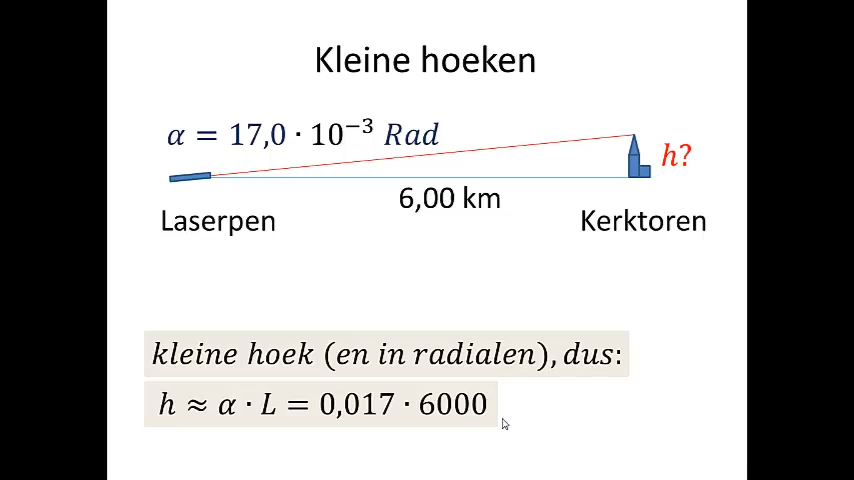 Kleine hoeken
α = 17,0 · 10⁻³ Rad
h?
6,00 km
Laserpen
Kerktoren
kleine hoek (en in radialen), dus:
h ≈ α · L = 0,017 · 6000